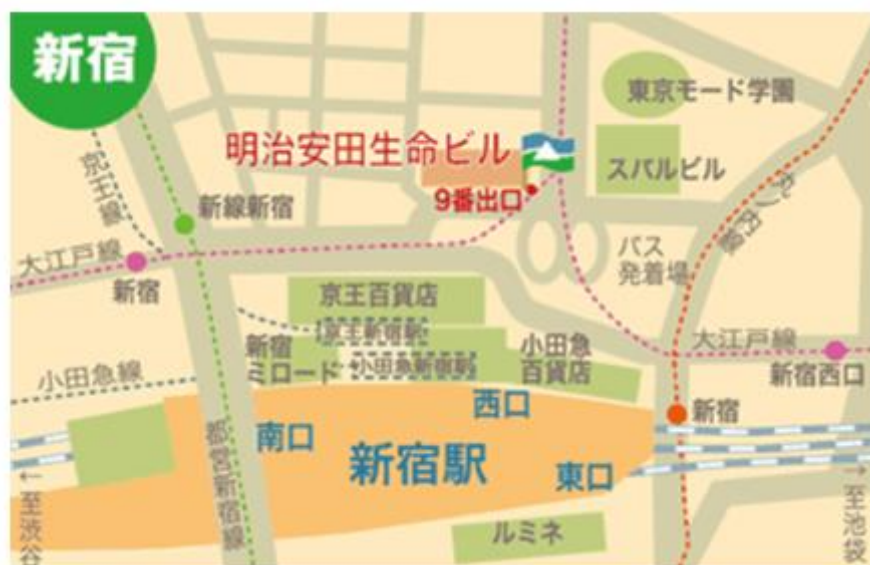 新宿
東京モード学園
明治安田生命ビル
スバルビル
9番出口
京王線
新線新宿
丸ノ内線
バス
発着場
大江戸線
新宿
京王百貨店
京王新宿駅
新宿
ミロード
小田急新宿駅
小田急
百貨店
大江戸線
新宿西口
小田急線
西口
新宿
南口
新宿駅
東口
都営新宿線
ルミネ
←至渋谷
→至池袋